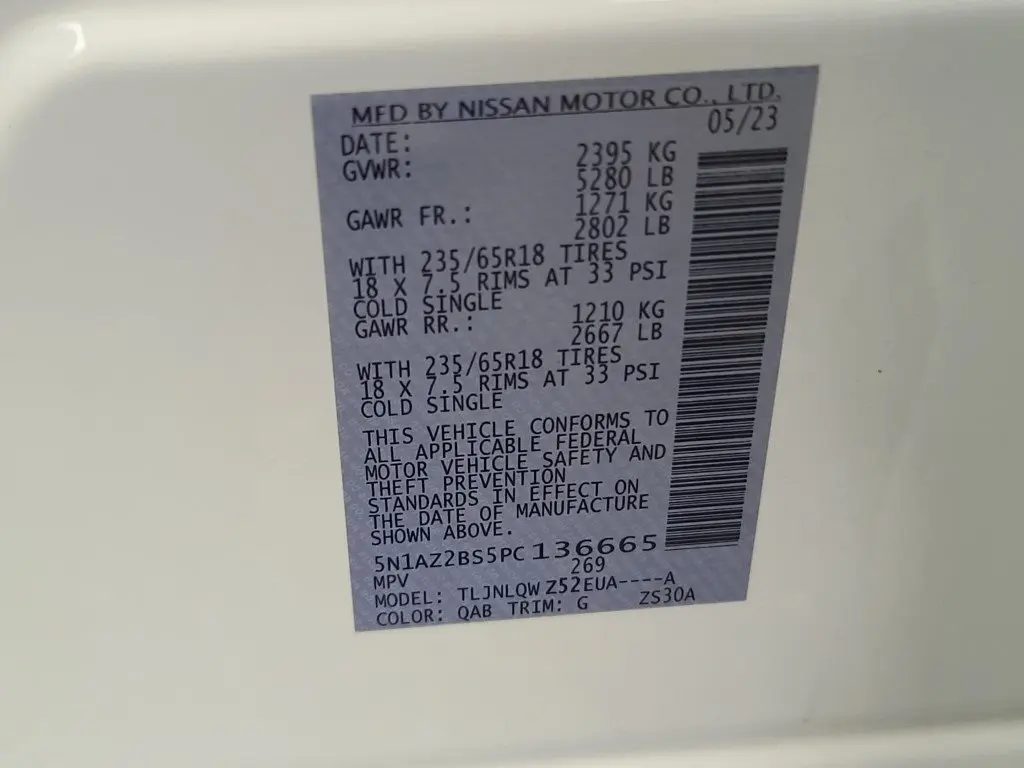 MFD BY NISSAN MOTOR CO., LTD.
DATE: 05/23
GVWR: 2395 KG
5280 LB
GAWR FR.: 1271 KG
2802 LB
WITH 235/65R18 TIRES
18 X 7.5 RIMS AT 33 PSI
COLD SINGLE
GAWR RR.: 1210 KG
2667 LB
WITH 235/65R18 TIRES
18 X 7.5 RIMS AT 33 PSI
COLD SINGLE
THIS VEHICLE CONFORMS TO
ALL APPLICABLE FEDERAL
MOTOR VEHICLE SAFETY AND
THEFT PREVENTION
STANDARDS IN EFFECT ON
THE DATE OF MANUFACTURE
SHOWN ABOVE.
5N1AZ2BS5PC136665
MPV 269
MODEL: TLJNLQWZ52EUA----A
COLOR: QAB TRIM: G ZS30A